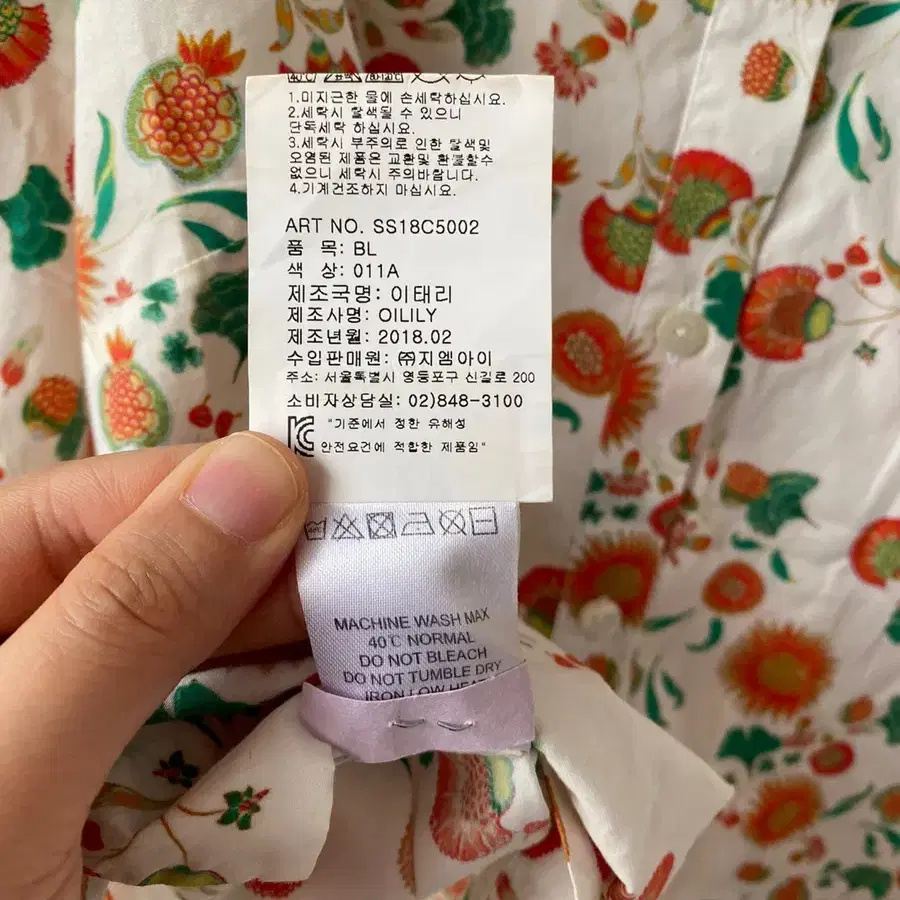 1.미지근한 물에 손세탁하십시요.
2.세탁시 탈색될 수 있으니
단독세탁 하십시요.
3.세탁시 부주의로 인한 탈색및
오염된 제품은 교환및 환불할수
없으니 세탁시 주의바랍니다.
4.기계건조하지 마십시요.
ART NO. SS18C5002
품 목: BL
색 상: 011A
제조국명: 이태리
제조사명: OILILY
제조년월: 2018.02
수입판매원: ㈜지엠아이
주소: 서울특별시 영등포구 신길로 200
소비자상담실: 02)848-3100
"기준에서 정한 유해성
안전요건에 적합한 제품임"
MACHINE WASH MAX
40℃ NORMAL
DO NOT BLEACH
DO NOT TUMBLE DRY
IRON LOW HEAT